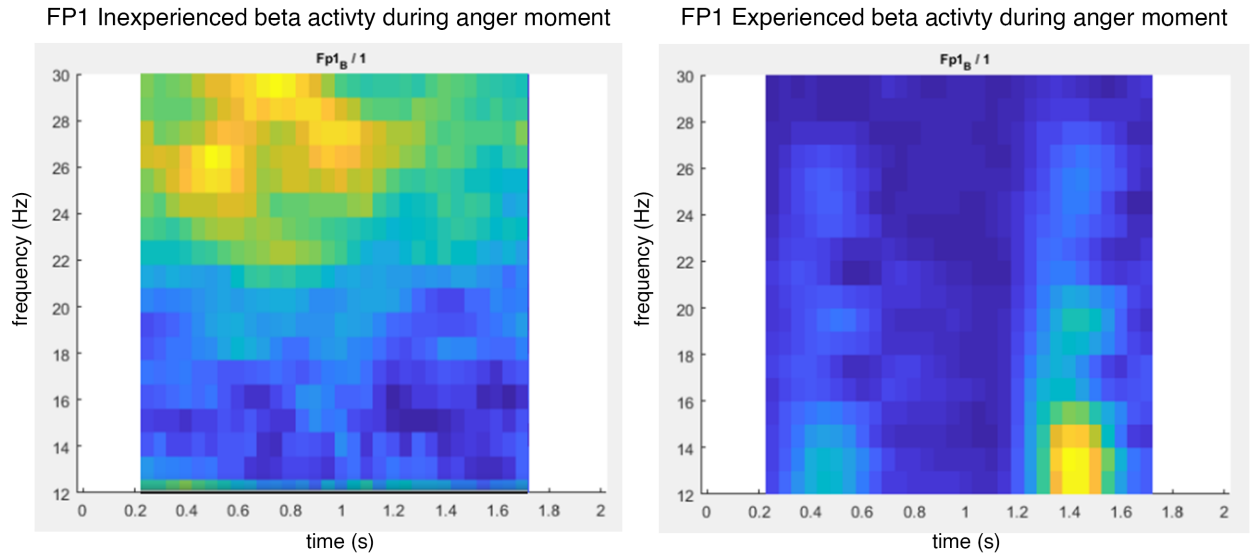 FP1 Inexperienced beta activty during anger moment
Fp1B / 1
30
28
26
24
22
20
18
16
14
12
frequency (Hz)
0 0.2 0.4 0.6 0.8 1 1.2 1.4 1.6 1.8 2
time (s)
FP1 Experienced beta activty during anger moment
Fp1B / 1
30
28
26
24
22
20
18
16
14
12
frequency (Hz)
0 0.2 0.4 0.6 0.8 1 1.2 1.4 1.6 1.8 2
time (s)